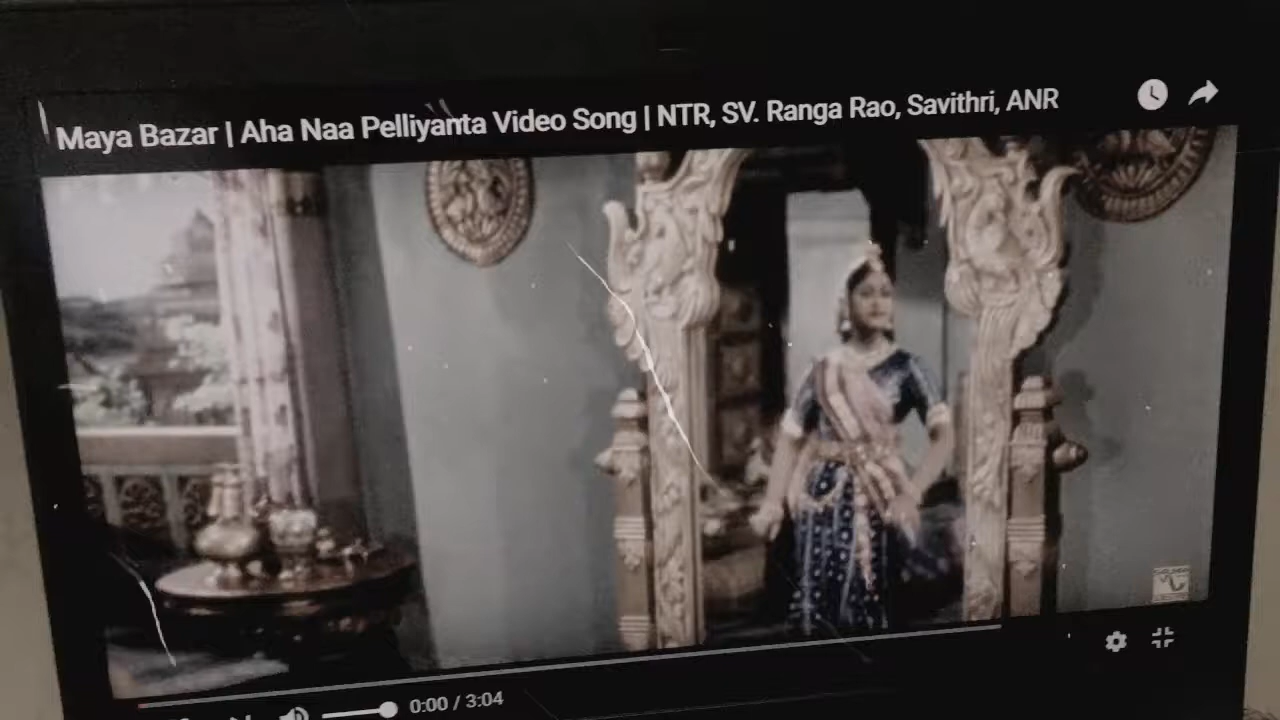 Maya Bazar | Aha Naa Pelliyanta Video Song | NTR, SV. Ranga Rao, Savithri, ANR
0:00 / 3:04